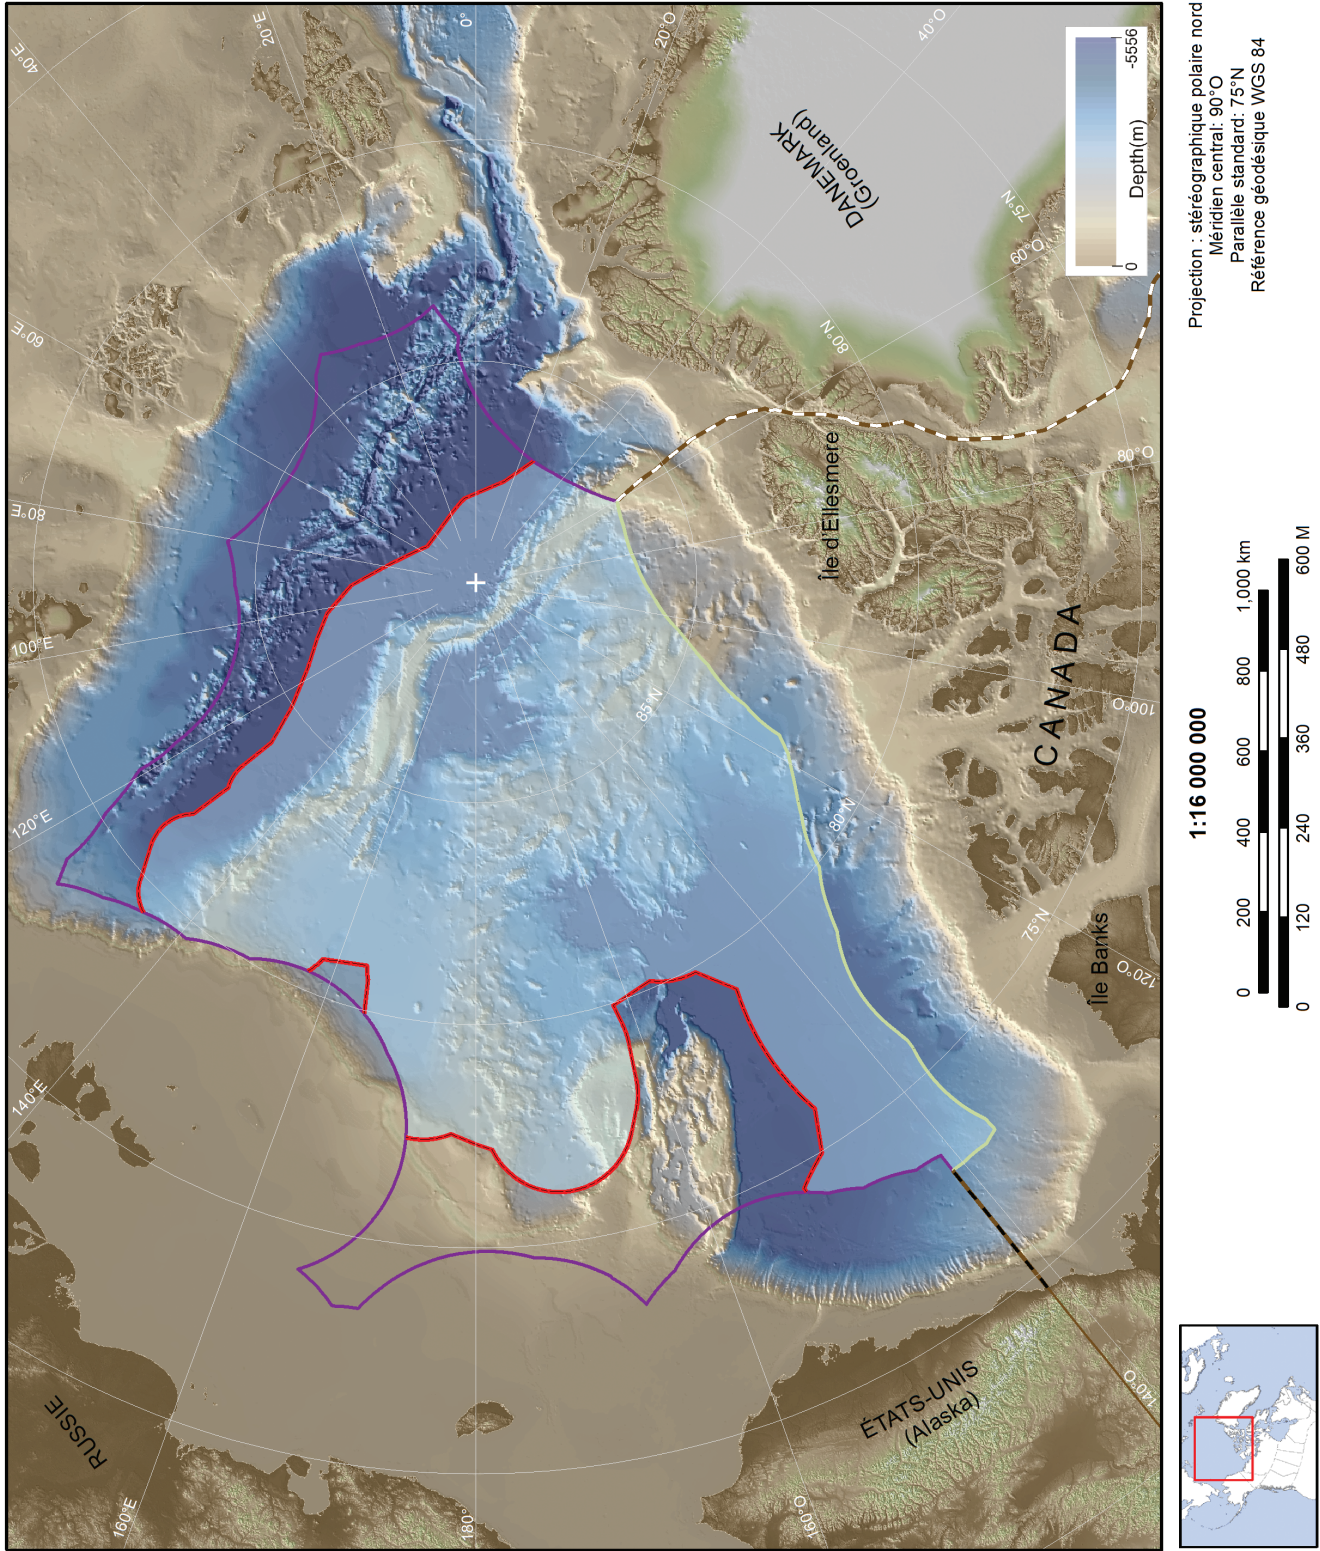 40°E
20°E
0°
20°O
40°O
60°E
80°E
100°E
120°E
140°E
160°E
180°
160°O
140°O
120°O
100°O
80°O
60°O
75°N
80°N
85°N
80°N
75°N
RUSSIE
ÉTATS-UNIS
(Alaska)
CANADA
DANEMARK
(Groenland)
Île d'Ellesmere
Île Banks
0
-5556
Depth(m)
Projection : stéréographique polaire nord
Méridien central: 90°O
Parallèle standard: 75°N
Référence géodésique WGS 84
1:16 000 000
0 200 400 600 800 1,000 km
0 120 240 360 480 600 M